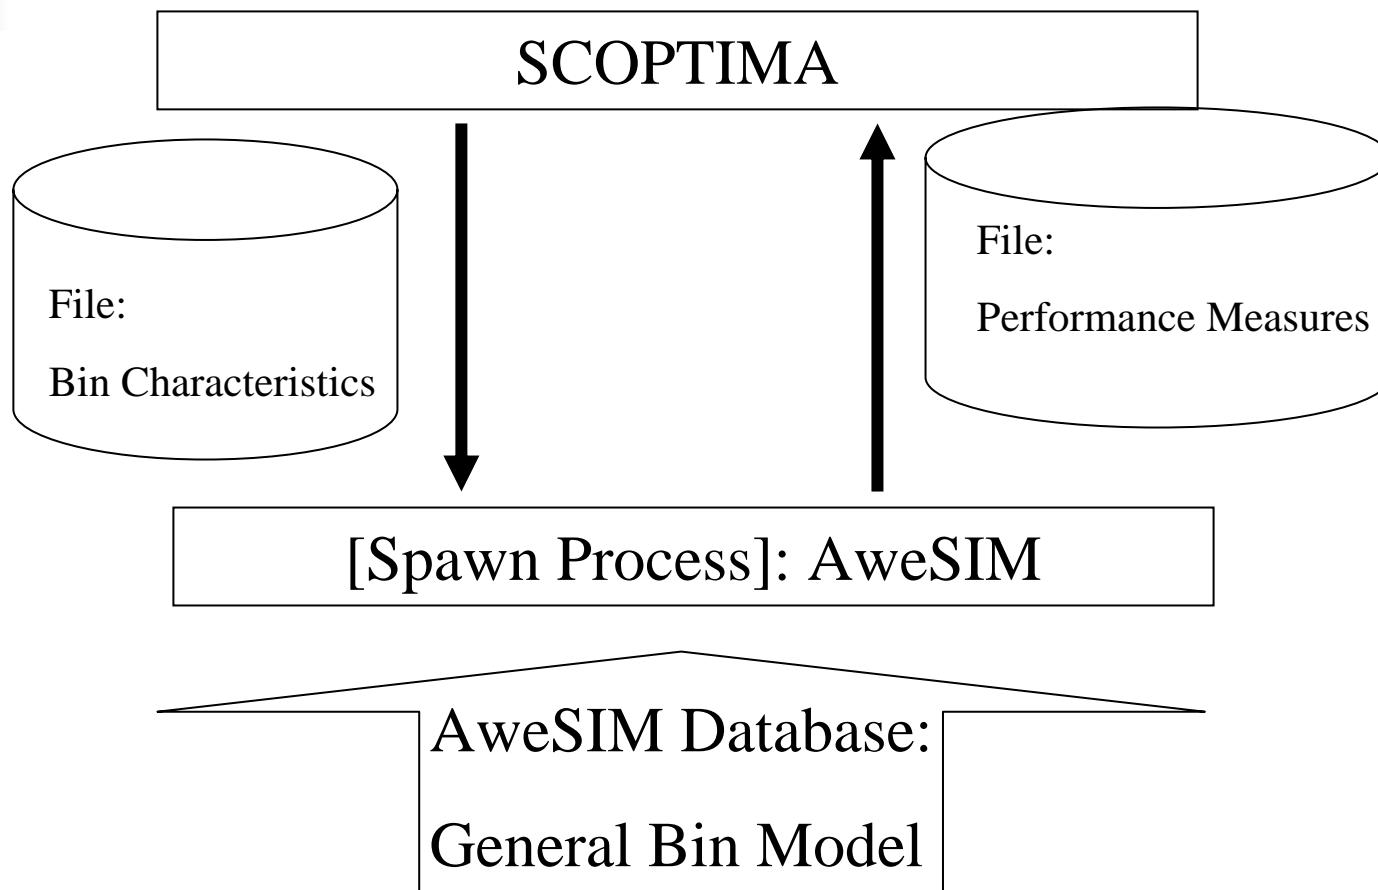 SCOPTIMA
File:
Bin Characteristics
File:
Performance Measures
[Spawn Process]: AweSIM
AweSIM Database:
General Bin Model